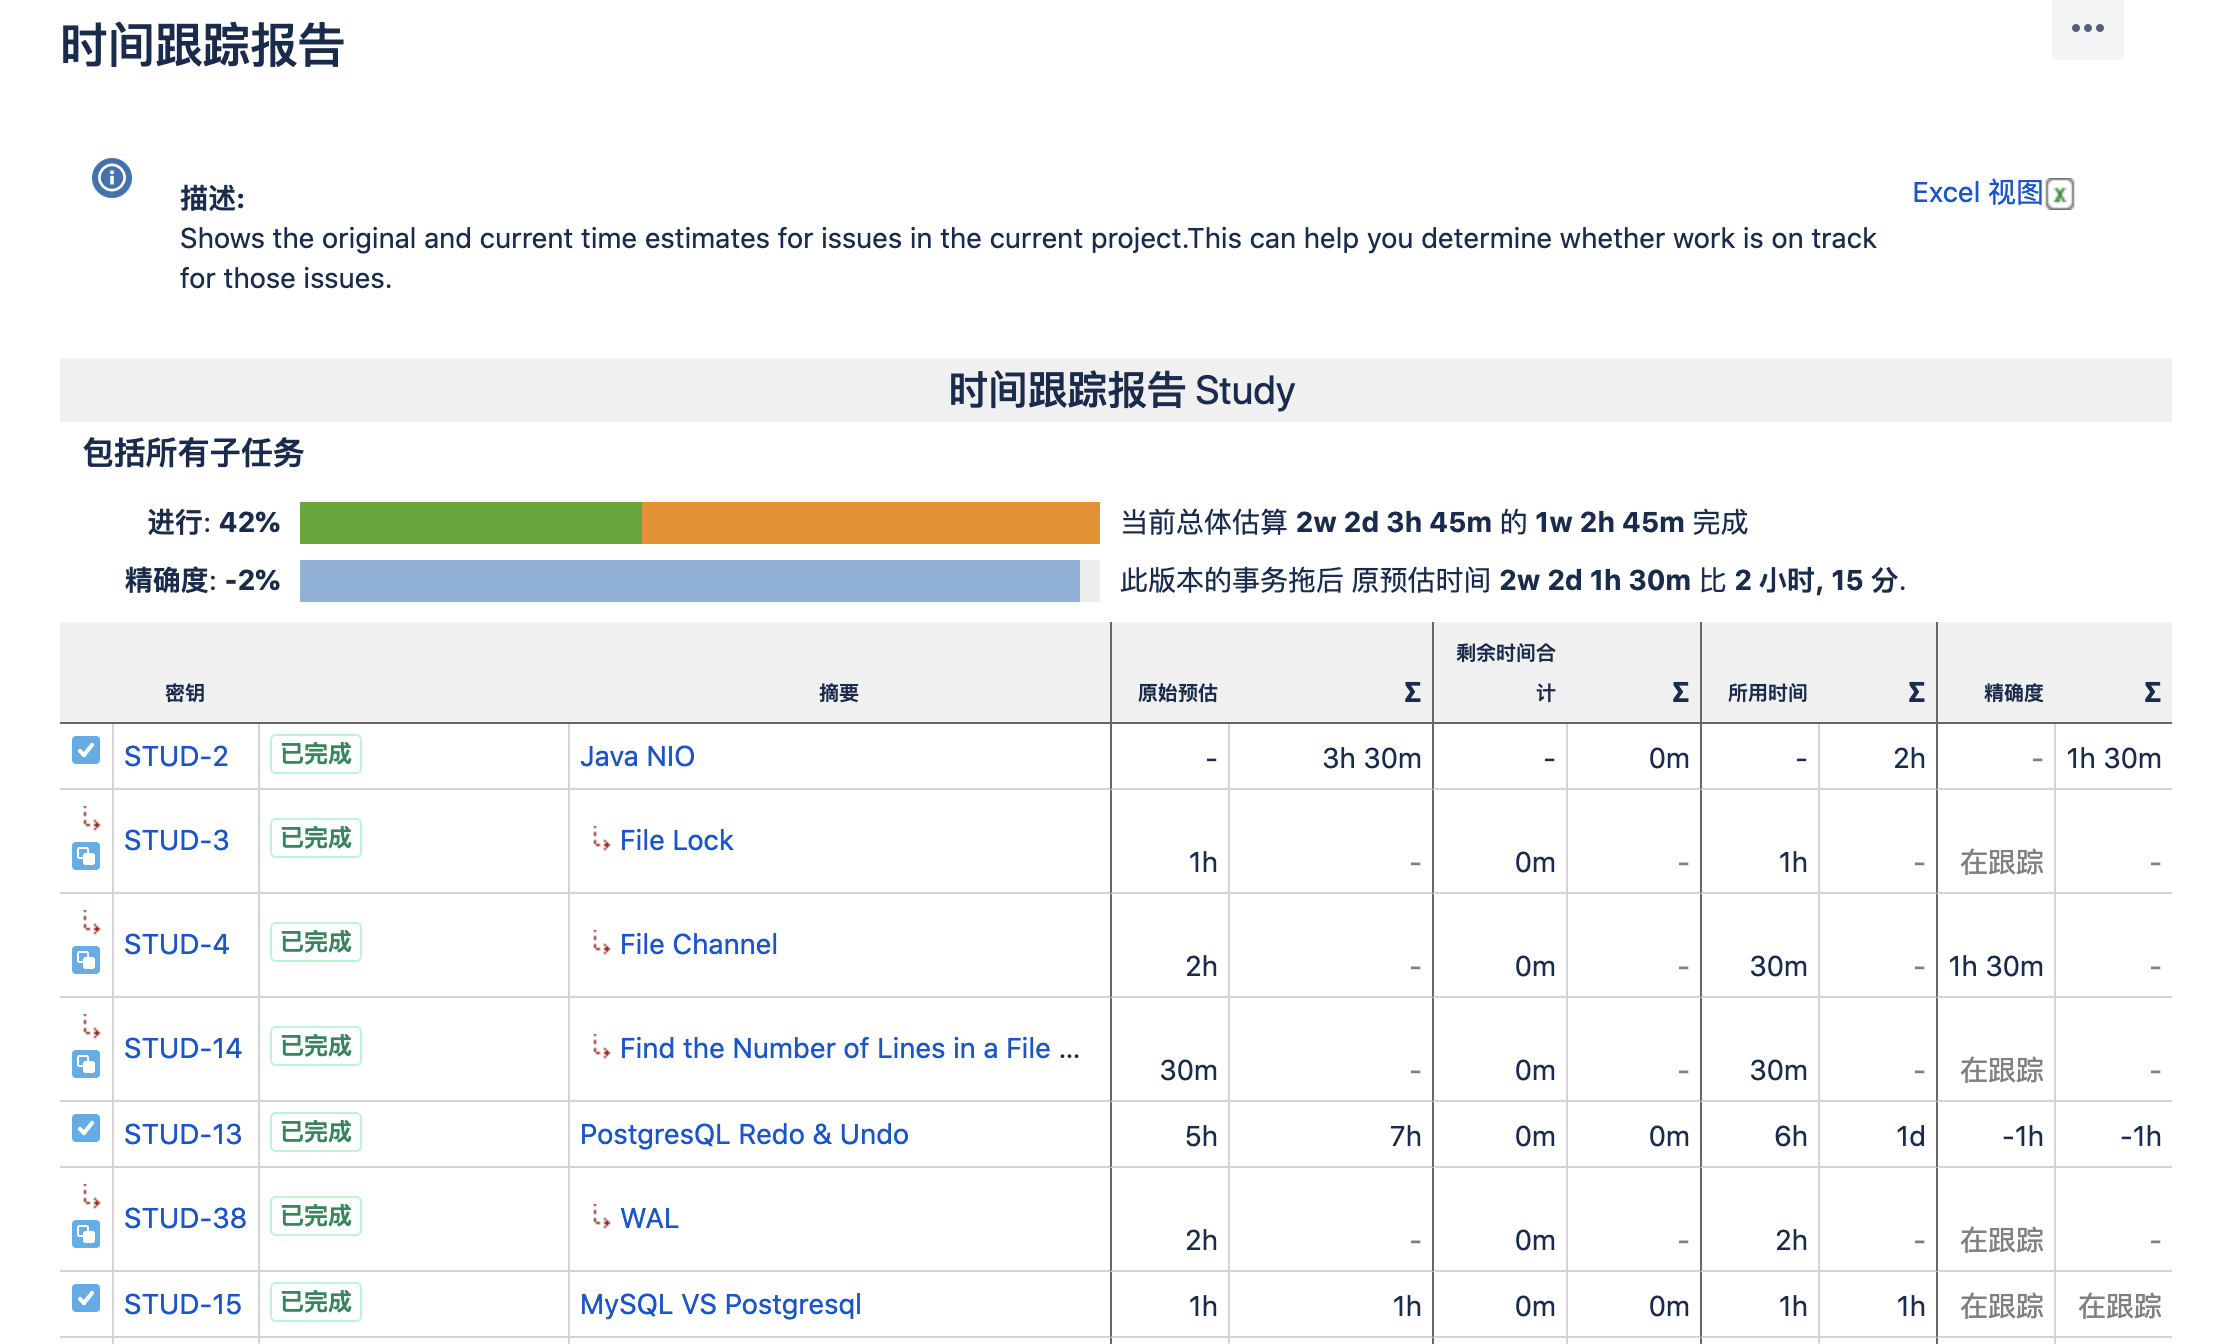 时间跟踪报告
描述:
Excel 视图
Shows the original and current time estimates for issues in the current project.This can help you determine whether work is on track
for those issues.
时间跟踪报告 Study
包括所有子任务
进行: 42% 当前总体估算 2w 2d 3h 45m 的 1w 2h 45m 完成
精确度: -2% 此版本的事务拖后 原预估时间 2w 2d 1h 30m 比 2 小时, 15 分.
密钥 摘要 原始预估 Σ 剩余时间合计 Σ 所用时间 Σ 精确度 Σ
STUD-2 已完成 Java NIO - 3h 30m - 0m - 2h - 1h 30m
STUD-3 已完成 File Lock 1h - 0m - 1h - 在跟踪 -
STUD-4 已完成 File Channel 2h - 0m - 30m - 1h 30m -
STUD-14 已完成 Find the Number of Lines in a File ... 30m - 0m - 30m - 在跟踪 -
STUD-13 已完成 PostgresQL Redo & Undo 5h 7h 0m 0m 6h 1d -1h -1h
STUD-38 已完成 WAL 2h - 0m - 2h - 在跟踪 -
STUD-15 已完成 MySQL VS Postgresql 1h 1h 0m 0m 1h 1h 在跟踪 在跟踪